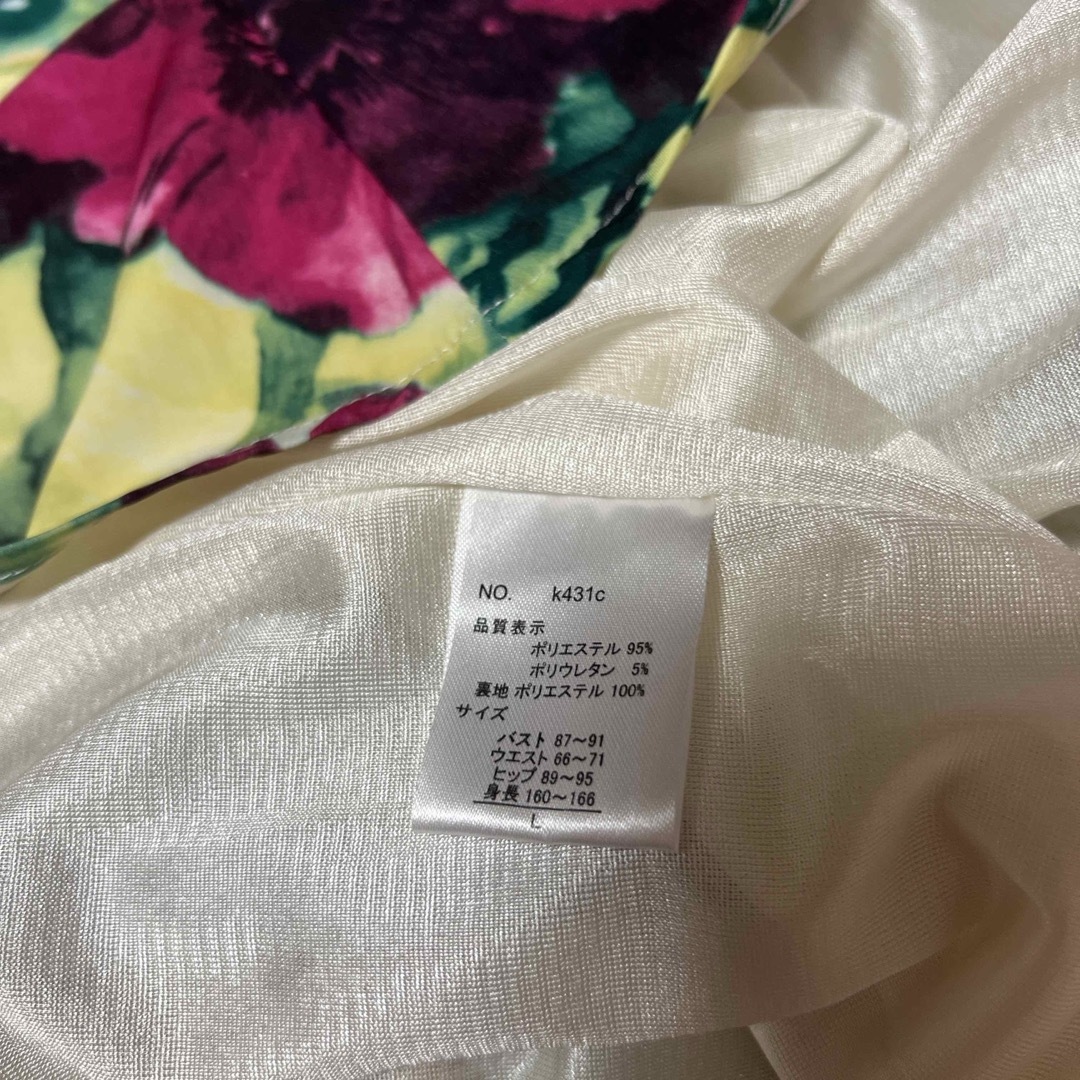 NO. k431c
品質表示
ポリエステル 95%
ポリウレタン 5%
裏地 ポリエステル 100%
サイズ
バスト 87～91
ウエスト 66～71
ヒップ 89～95
身長 160～166
L